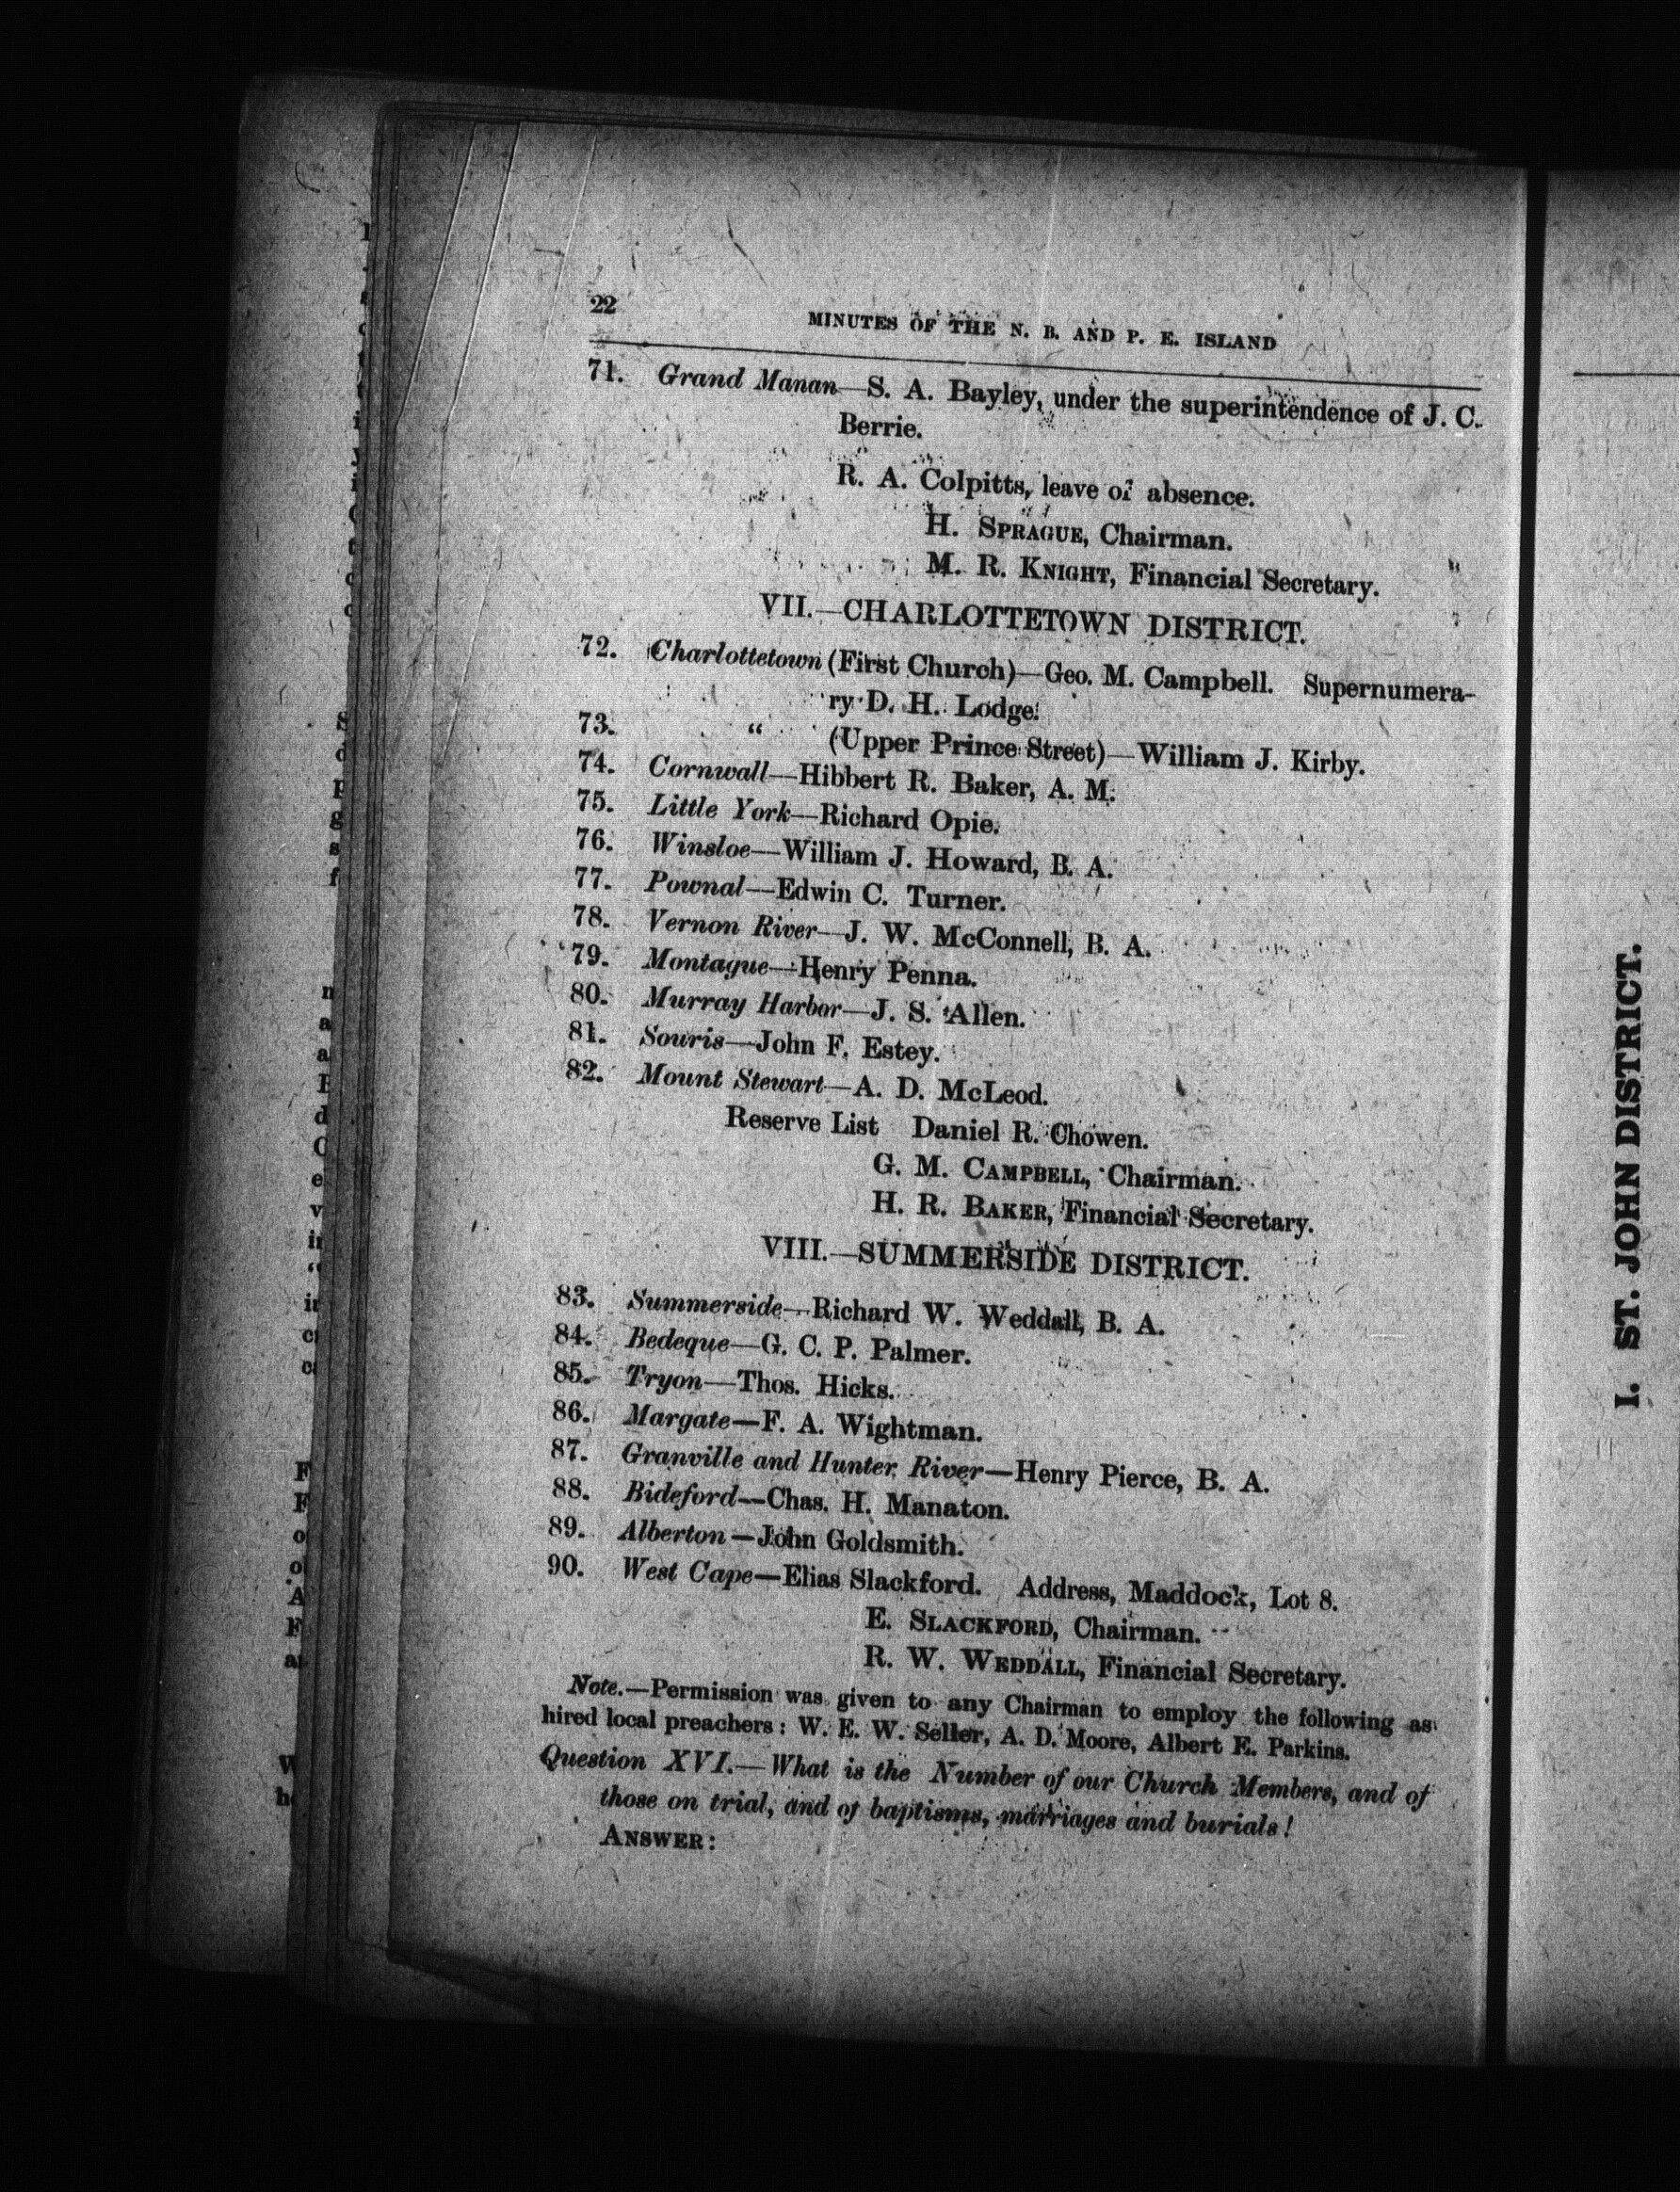 22
MINUTES OF THE N. B. AND P. E. ISLAND
71. Grand Manan—S. A. Bayley, under the superintendence of J. C.
Berrie.
R. A. Colpitts, leave of absence.
H. SPRAGUE, Chairman.
M. R. KNIGHT, Financial Secretary.
VII.—CHARLOTTETOWN DISTRICT.
72. Charlottetown (First Church)—Geo. M. Campbell. Supernumera-
ry D. H. Lodge.
73. “ (Upper Prince Street)—William J. Kirby.
74. Cornwall—Hibbert R. Baker, A. M.
75. Little York—Richard Opie.
76. Winsloe—William J. Howard, B. A.
77. Pownal—Edwin C. Turner.
78. Vernon River—J. W. McConnell, B. A.
79. Montague—Henry Penna.
80. Murray Harbor—J. S. Allen.
81. Souris—John F. Estey.
82. Mount Stewart—A. D. McLeod.
Reserve List Daniel R. Chowen.
G. M. CAMPBELL, Chairman.
H. R. BAKER, Financial Secretary.
VIII.—SUMMERSIDE DISTRICT.
83. Summerside—Richard W. Weddall, B. A.
84. Bedeque—G. C. P. Palmer.
85. Tryon—Thos. Hicks.
86. Margate—F. A. Wightman.
87. Granville and Hunter River—Henry Pierce, B. A.
88. Bideford—Chas. H. Manaton.
89. Alberton—John Goldsmith.
90. West Cape—Elias Slackford. Address, Maddock, Lot 8.
E. SLACKFORD, Chairman.
R. W. WEDDALL, Financial Secretary.
Note.—Permission was given to any Chairman to employ the following as
hired local preachers: W. E. W. Seller, A. D. Moore, Albert E. Parkins.
Question XVI.—What is the Number of our Church Members, and of
those on trial, and of baptisms, marriages and burials!
ANSWER:
I. ST. JOHN DISTRICT.